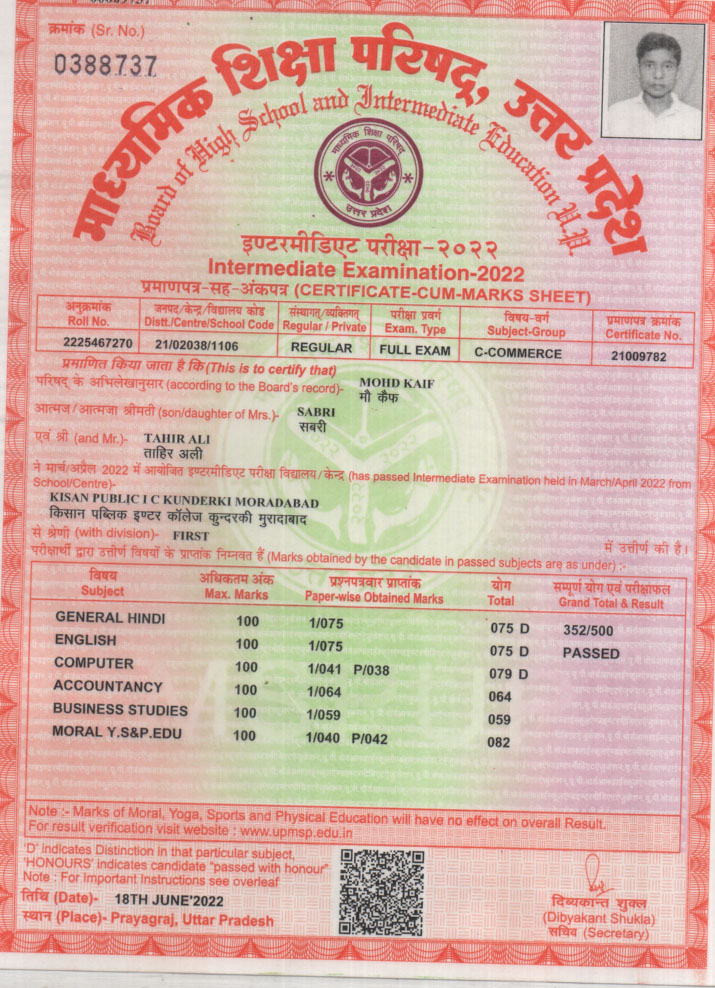 क्रमांक (Sr. No.)
0388737
माध्यमिक शिक्षा परिषद्, उत्तर प्रदेश
Board of High School and Intermediate Education U.P.
माध्यमिक शिक्षा परिषद्
उत्तर प्रदेश
इण्टरमीडिएट परीक्षा-२०२२
Intermediate Examination-2022
प्रमाणपत्र-सह-अंकपत्र (CERTIFICATE-CUM-MARKS SHEET)
अनुक्रमांक जनपद/केन्द्र/विद्यालय कोड संस्थागत्/व्यक्तिगत् परीक्षा प्रवर्ग विषय-वर्ग प्रमाणपत्र क्रमांक
Roll No. Distt./Centre/School Code Regular / Private Exam. Type Subject-Group Certificate No.
2225467270 21/02038/1106 REGULAR FULL EXAM C-COMMERCE 21009782
प्रमाणित किया जाता है कि (This is to certify that)
परिषद् के अभिलेखानुसार (according to the Board's record)- MOHD KAIF
मौ कैफ
आत्मज/आत्मजा श्रीमती (son/daughter of Mrs.)- SABRI
सबरी
एवं श्री (and Mr.)- TAHIR ALI
ताहिर अली
ने मार्च/अप्रैल 2022 में आयोजित इण्टरमीडिएट परीक्षा विद्यालय/केन्द्र (has passed Intermediate Examination held in March/April 2022 from
School/Centre)-
KISAN PUBLIC I C KUNDERKI MORADABAD
किसान पब्लिक इण्टर कॉलेज कुन्दरकी मुरादाबाद
से श्रेणी (with division)- FIRST में उत्तीर्ण की है।
परीक्षार्थी द्वारा उत्तीर्ण विषयों के प्राप्तांक निम्नवत हैं (Marks obtained by the candidate in passed subjects are as under) :-
विषय अधिकतम अंक प्रश्नपत्रवार प्राप्तांक योग सम्पूर्ण योग एवं परीक्षाफल
Subject Max. Marks Paper-wise Obtained Marks Total Grand Total & Result
GENERAL HINDI 100 1/075 075 D 352/500
ENGLISH 100 1/075 075 D PASSED
COMPUTER 100 1/041 P/038 079 D
ACCOUNTANCY 100 1/064 064
BUSINESS STUDIES 100 1/059 059
MORAL Y.S&P.EDU 100 1/040 P/042 082
Note :- Marks of Moral, Yoga, Sports and Physical Education will have no effect on overall Result.
For result verification visit website : www.upmsp.edu.in
'D' indicates Distinction in that particular subject,
'HONOURS' indicates candidate "passed with honour"
Note : For Important Instructions see overleaf
तिथि (Date)- 18TH JUNE'2022
स्थान (Place)- Prayagraj, Uttar Pradesh
दिब्यकान्त शुक्ल
(Dibyakant Shukla)
सचिव (Secretary)